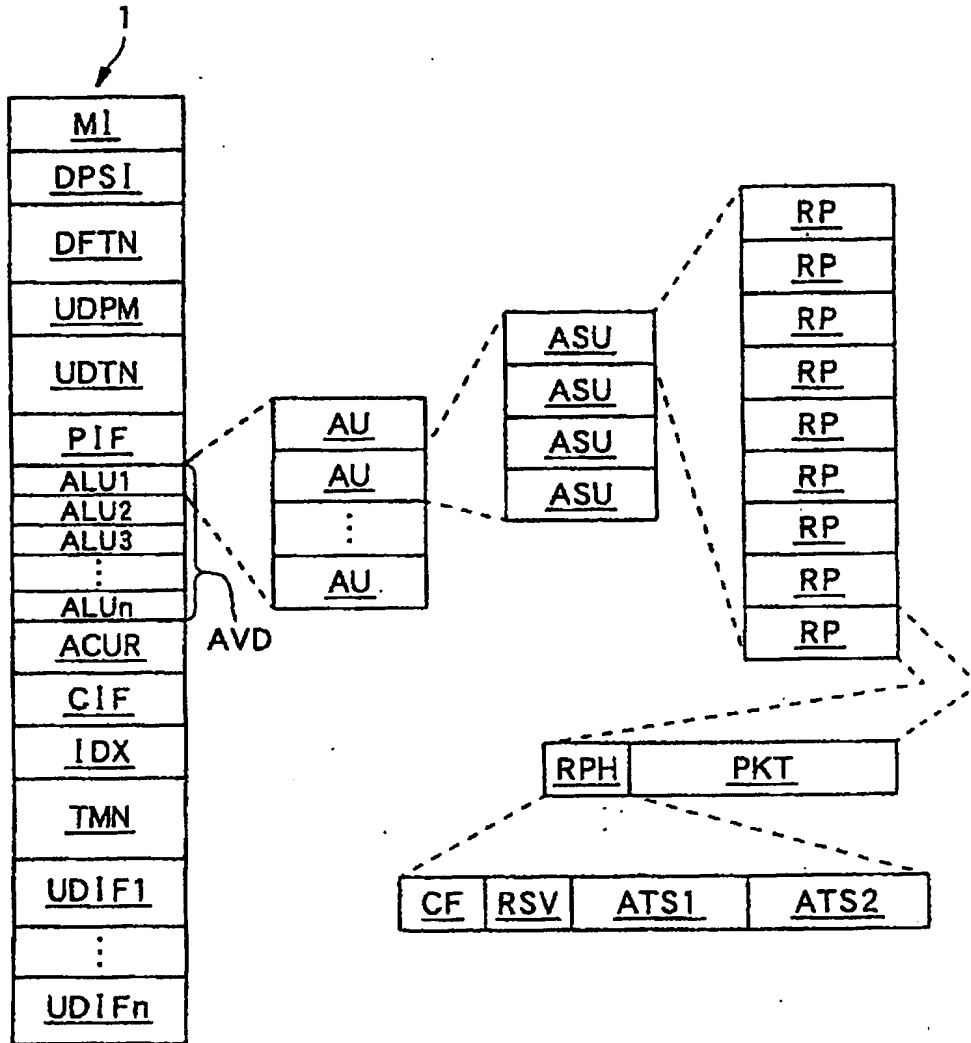 1
MI
DPSI
DFTN
UDPM
UDTN
PIF
ALU1
ALU2
ALU3
⋮
ALUn
AVD
ACUR
CIF
IDX
TMN
UDIF1
⋮
UDIFn
AU
AU
⋮
AU
ASU
ASU
ASU
ASU
RP
RP
RP
RP
RP
RP
RP
RP
RP
RPH PKT
CF RSV ATS1 ATS2